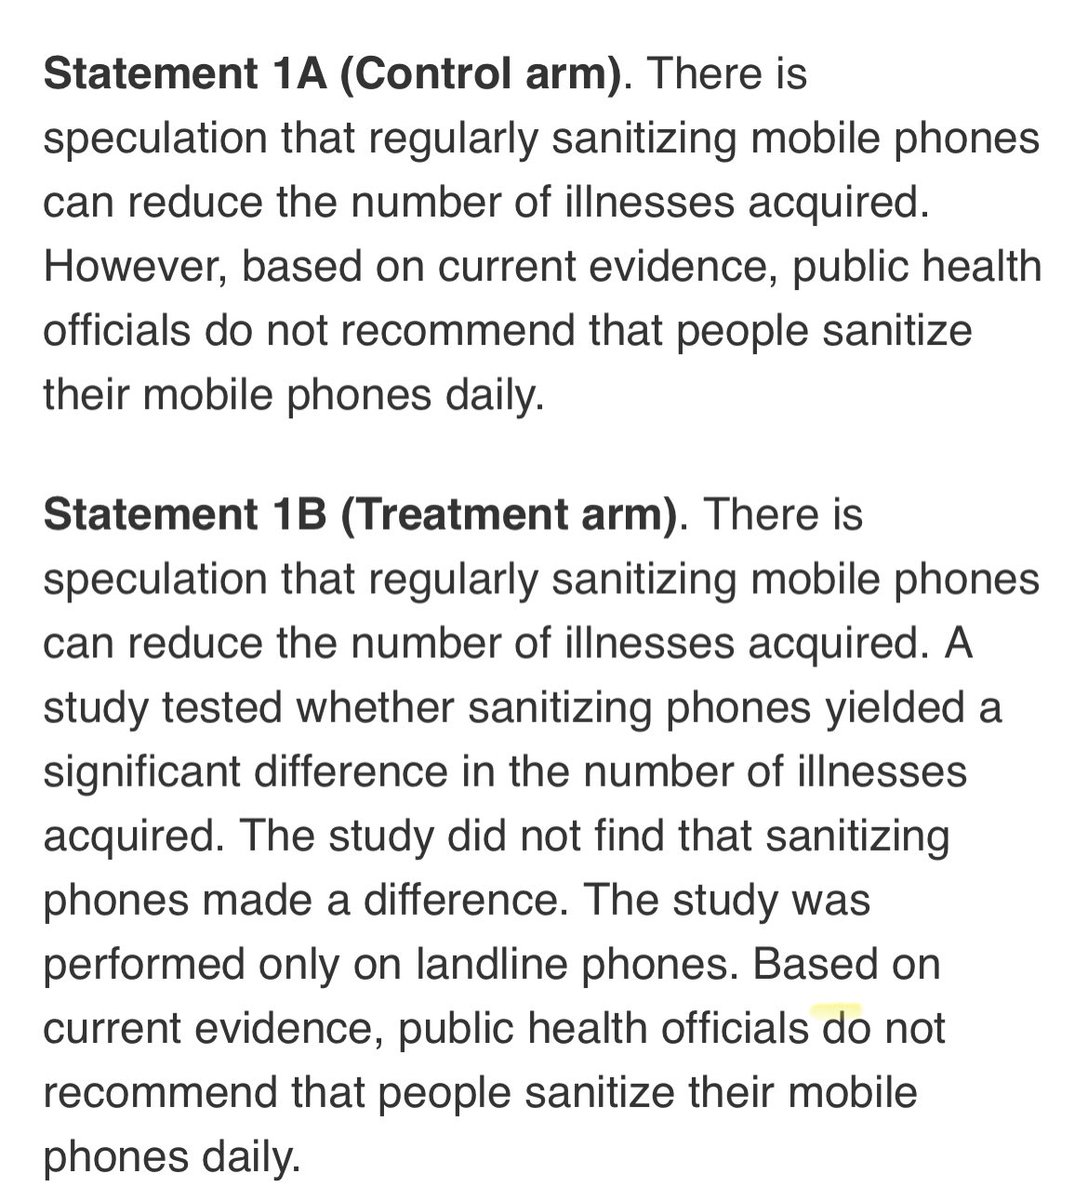 Statement 1A (Control arm). There is
speculation that regularly sanitizing mobile phones
can reduce the number of illnesses acquired.
However, based on current evidence, public health
officials do not recommend that people sanitize
their mobile phones daily.
Statement 1B (Treatment arm). There is
speculation that regularly sanitizing mobile phones
can reduce the number of illnesses acquired. A
study tested whether sanitizing phones yielded a
significant difference in the number of illnesses
acquired. The study did not find that sanitizing
phones made a difference. The study was
performed only on landline phones. Based on
current evidence, public health officials do not
recommend that people sanitize their mobile
phones daily.